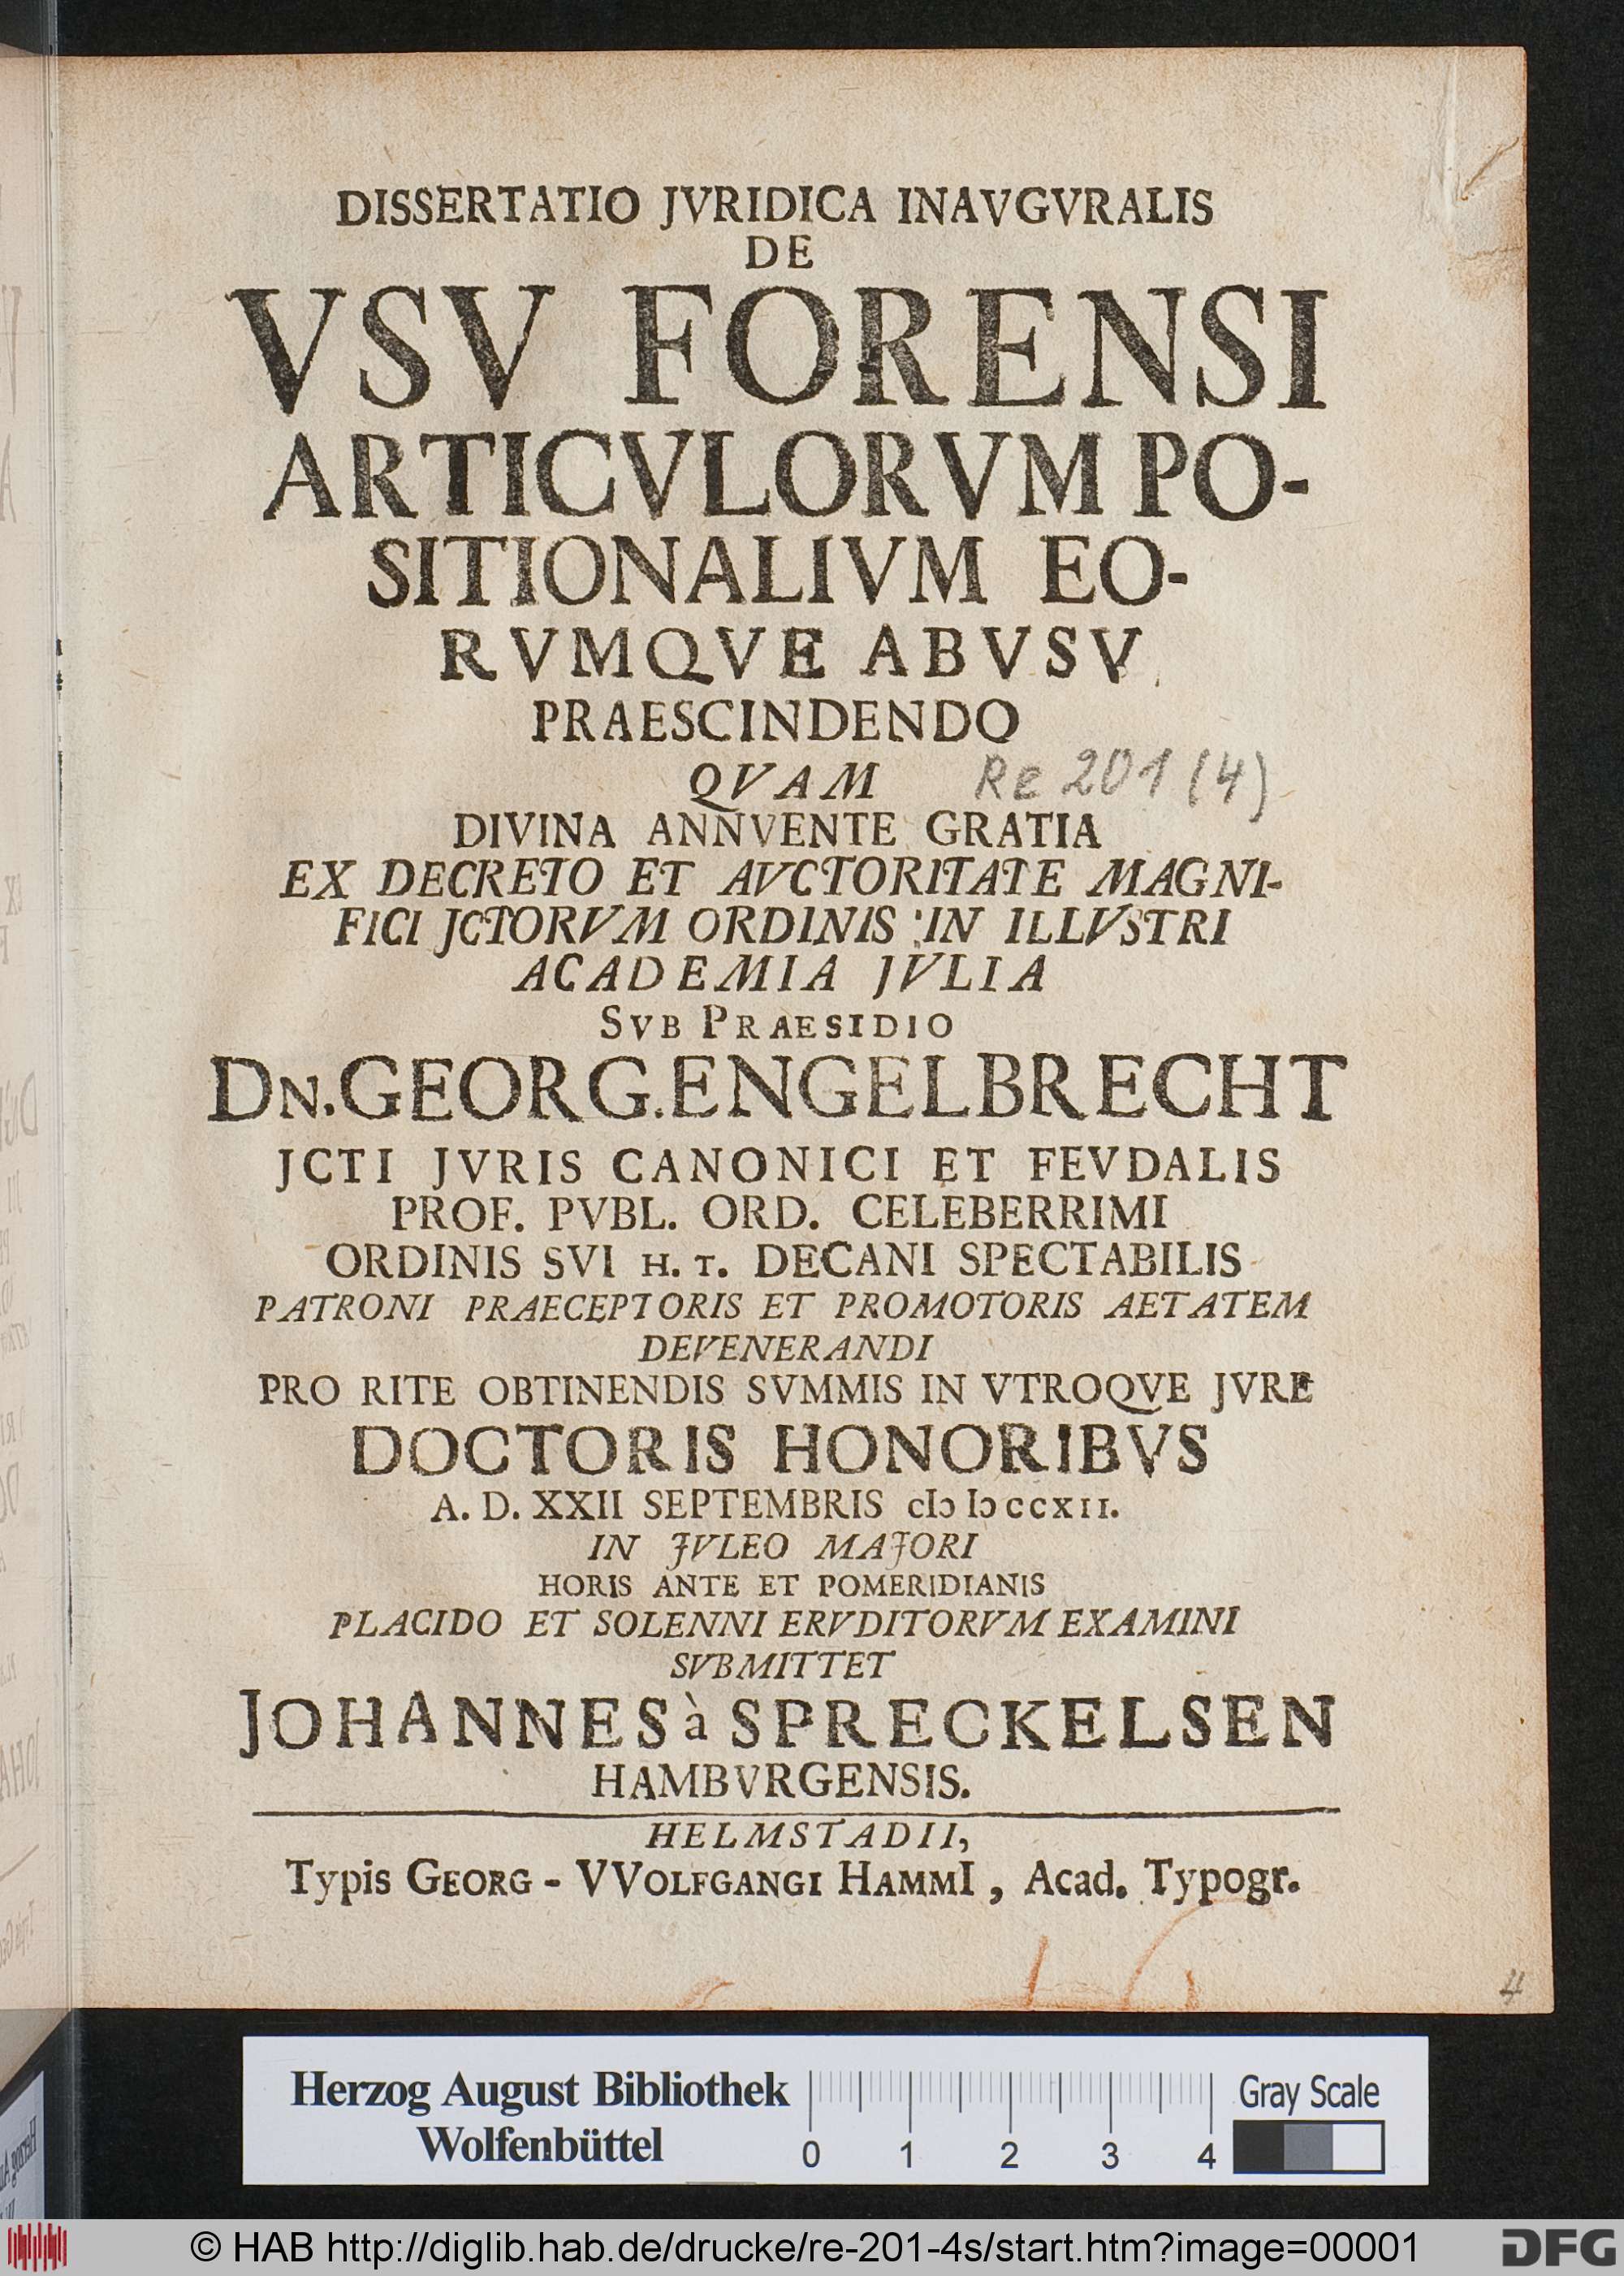 DISSERTATIO JVRIDICA INAVGVRALIS
DE
VSV FORENSI
ARTICVLORVM PO-
SITIONALIVM EO-
RVMQVE ABVSV
PRAESCINDENDO
QVAM
Re 201 (4)
DIVINA ANNVENTE GRATIA
EX DECRETO ET AVCTORITATE MAGNI-
FICI JCTORVM ORDINIS IN ILLVSTRI
ACADEMIA JVLIA
SVB PRAESIDIO
DN. GEORG. ENGELBRECHT
JCTI JVRIS CANONICI ET FEVDALIS
PROF. PVBL. ORD. CELEBERRIMI
ORDINIS SVI H. T. DECANI SPECTABILIS
PATRONI PRAECEPTORIS ET PROMOTORIS AETATEM
DEVENERANDI
PRO RITE OBTINENDIS SVMMIS IN VTROQVE JVRE
DOCTORIS HONORIBVS
A. D. XXII SEPTEMBRIS cIɔ Iɔ ccxii.
IN JVLEO MAJORI
HORIS ANTE ET POMERIDIANIS
PLACIDO ET SOLENNI ERVDITORVM EXAMINI
SVBMITTET
JOHANNES à SPRECKELSEN
HAMBVRGENSIS.
HELMSTADII,
Typis GEORG - VVOLFGANGI HAMMI, Acad. Typogr.
4
Herzog August Bibliothek
Wolfenbüttel
0 1 2 3 4
Gray Scale
© HAB http://diglib.hab.de/drucke/re-201-4s/start.htm?image=00001
DFG